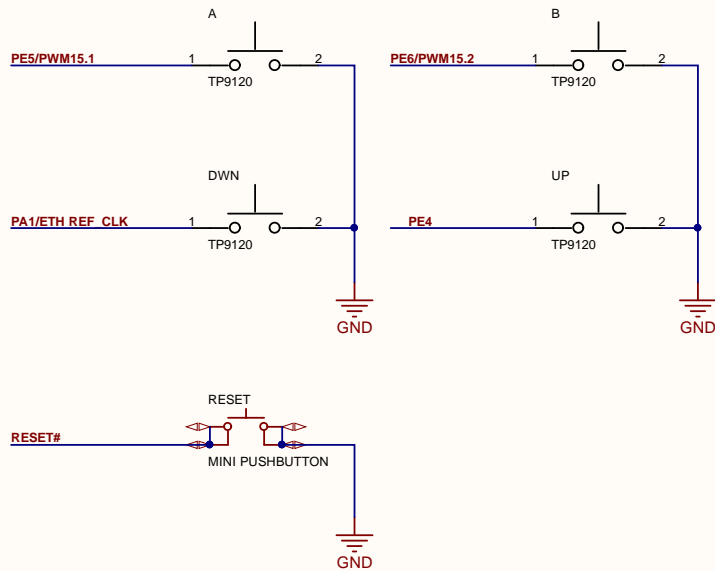 A
B
PE5/PWM15.1
1
2
TP9120
PE6/PWM15.2
1
2
TP9120
DWN
UP
PA1/ETH REF_CLK
1
2
TP9120
PE4
1
2
TP9120
GND
GND
RESET
RESET#
MINI PUSHBUTTON
GND